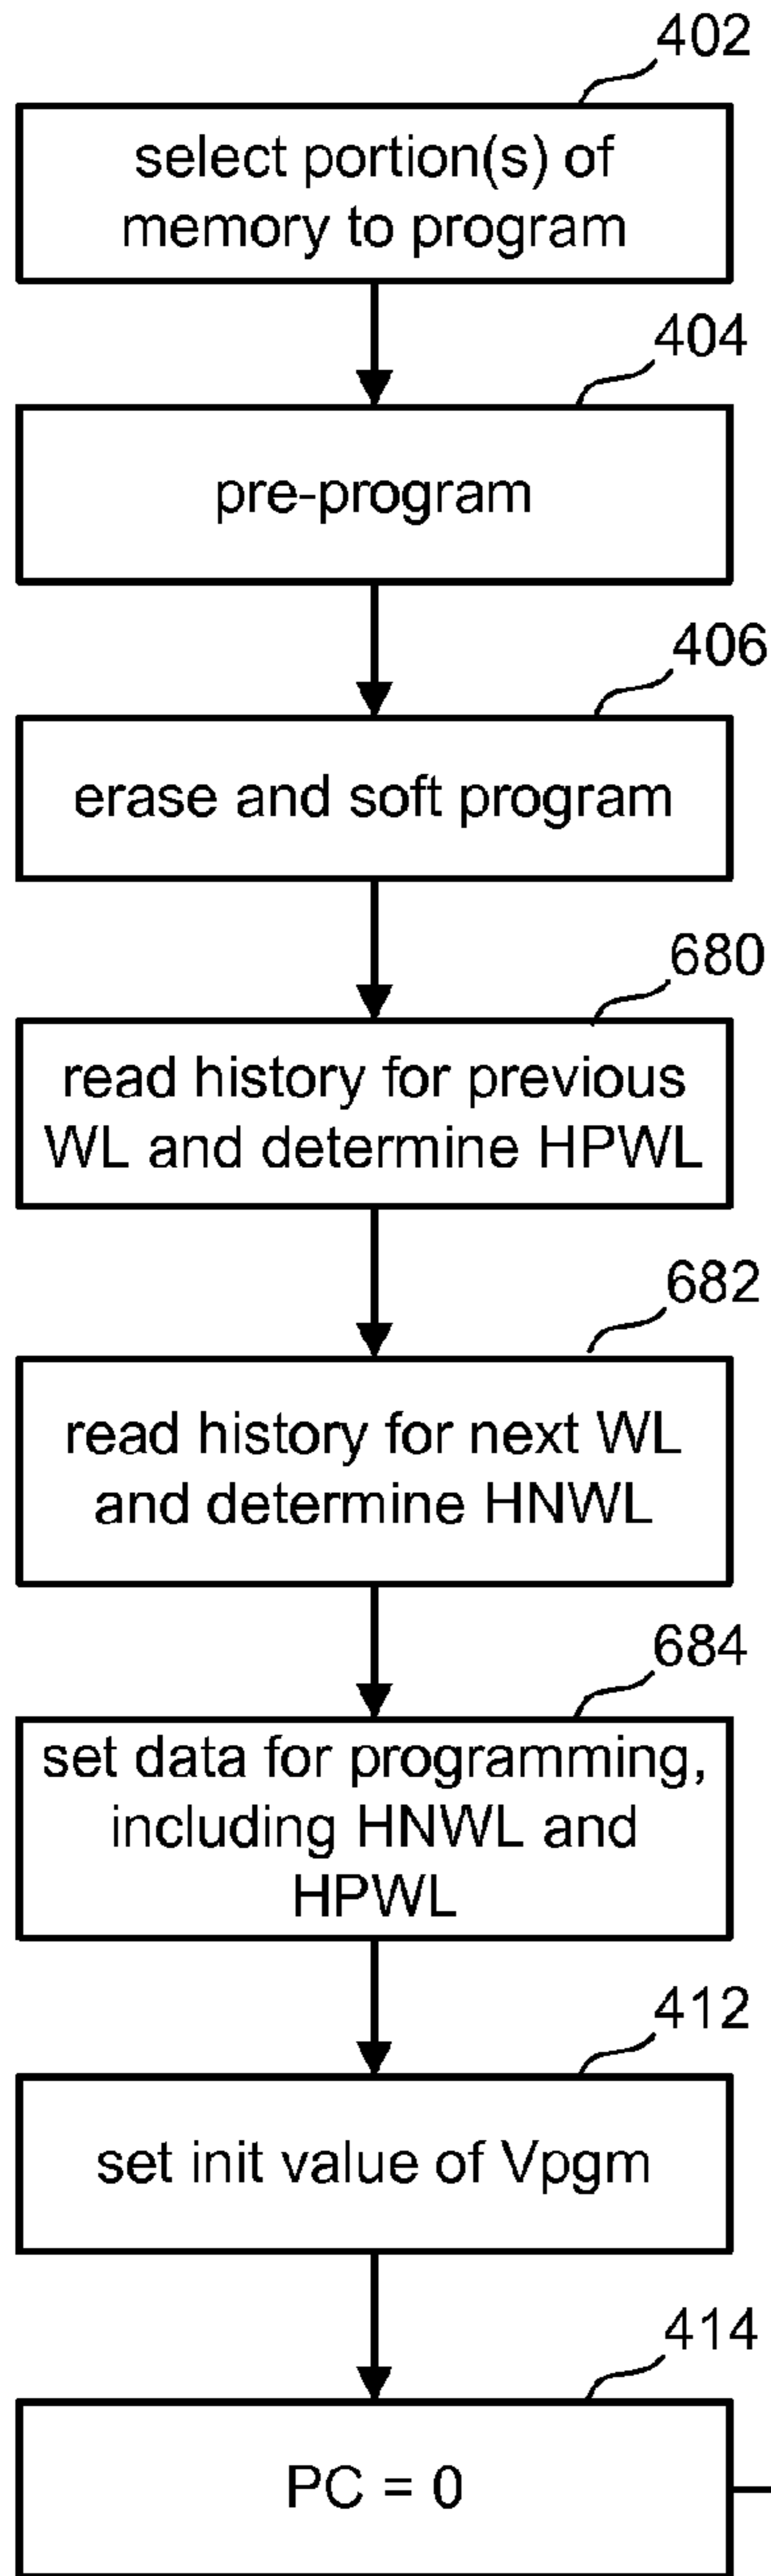 402
select portion(s) of
memory to program
404
pre-program
406
erase and soft program
680
read history for previous
WL and determine HPWL
682
read history for next WL
and determine HNWL
684
set data for programming,
including HNWL and
HPWL
412
set init value of Vpgm
414
PC = 0